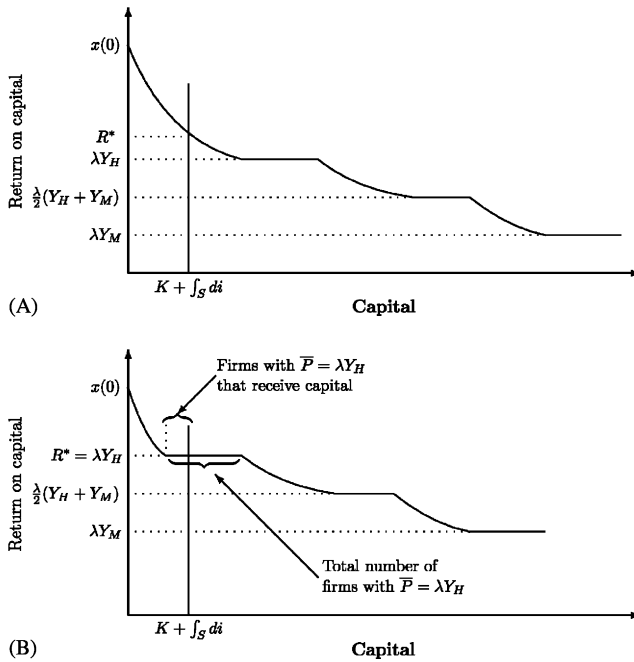 x(0)
Return on capital
R*
λY_H
λ/2(Y_H + Y_M)
λY_M
K + ∫_S di
Capital
(A)
Firms with P̅ = λY_H
that receive capital
x(0)
Return on capital
R* = λY_H
λ/2(Y_H + Y_M)
λY_M
Total number of
firms with P̅ = λY_H
K + ∫_S di
Capital
(B)